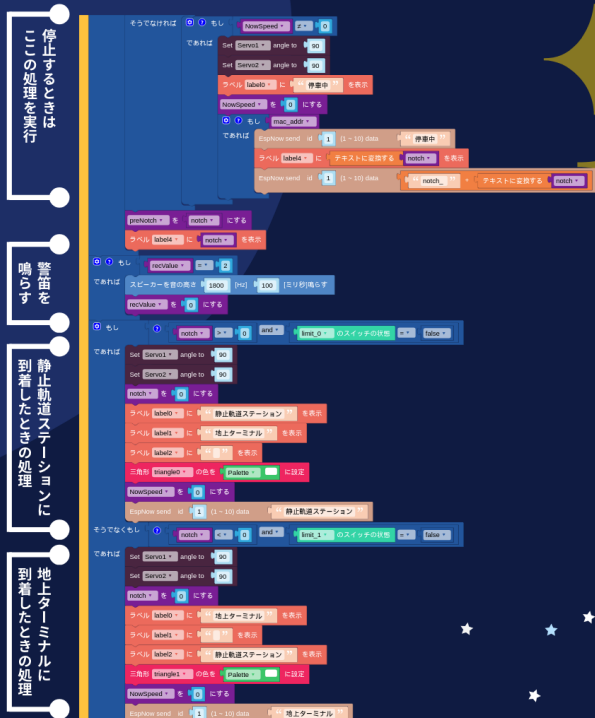 停止するときは
ここの処理を実行
そうでなければ もし NowSpeed ≠ 0
であれば Set Servo1 angle to 90
Set Servo2 angle to 90
ラベル label0 に “ 停車中 ” を表示
NowSpeed を 0 にする
もし mac_addr
であれば EspNow send id 1 (1 ~ 10) data “ 停車中 ”
ラベル label4 に テキストに変換する notch を表示
EspNow send id 1 (1 ~ 10) data “ notch_ ” + テキストに変換する notch
preNotch を notch にする
ラベル label4 に notch を表示
警笛を
鳴らす
もし recValue = 2
であれば スピーカーを音の高さ 1800 [Hz] 100 [ミリ秒]鳴らす
recValue を 0 にする
静止軌道ステーションに
到着したときの処理
もし notch > 0 and limit_0 のスイッチの状態 = false
であれば Set Servo1 angle to 90
Set Servo2 angle to 90
notch を 0 にする
ラベル label0 に “ 静止軌道ステーション ” を表示
ラベル label1 に “ 地上ターミナル ” を表示
ラベル label2 に “ ” を表示
三角形 triangle0 の色を Palette に設定
NowSpeed を 0 にする
EspNow send id 1 (1 ~ 10) data “ 静止軌道ステーション ”
そうでなくもし notch < 0 and limit_1 のスイッチの状態 = false
地上ターミナルに
到着したときの処理
であれば Set Servo1 angle to 90
Set Servo2 angle to 90
notch を 0 にする
ラベル label0 に “ 地上ターミナル ” を表示
ラベル label1 に “ ” を表示
ラベル label2 に “ 静止軌道ステーション ” を表示
三角形 triangle1 の色を Palette に設定
NowSpeed を 0 にする
EspNow send id 1 (1 ~ 10) data “ 地上ターミナル ”